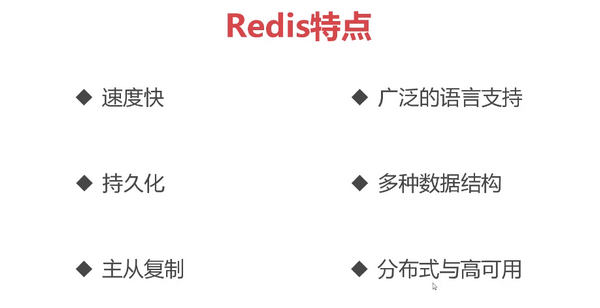 Redis特点
◆ 速度快
◆ 广泛的语言支持
◆ 持久化
◆ 多种数据结构
◆ 主从复制
◆ 分布式与高可用